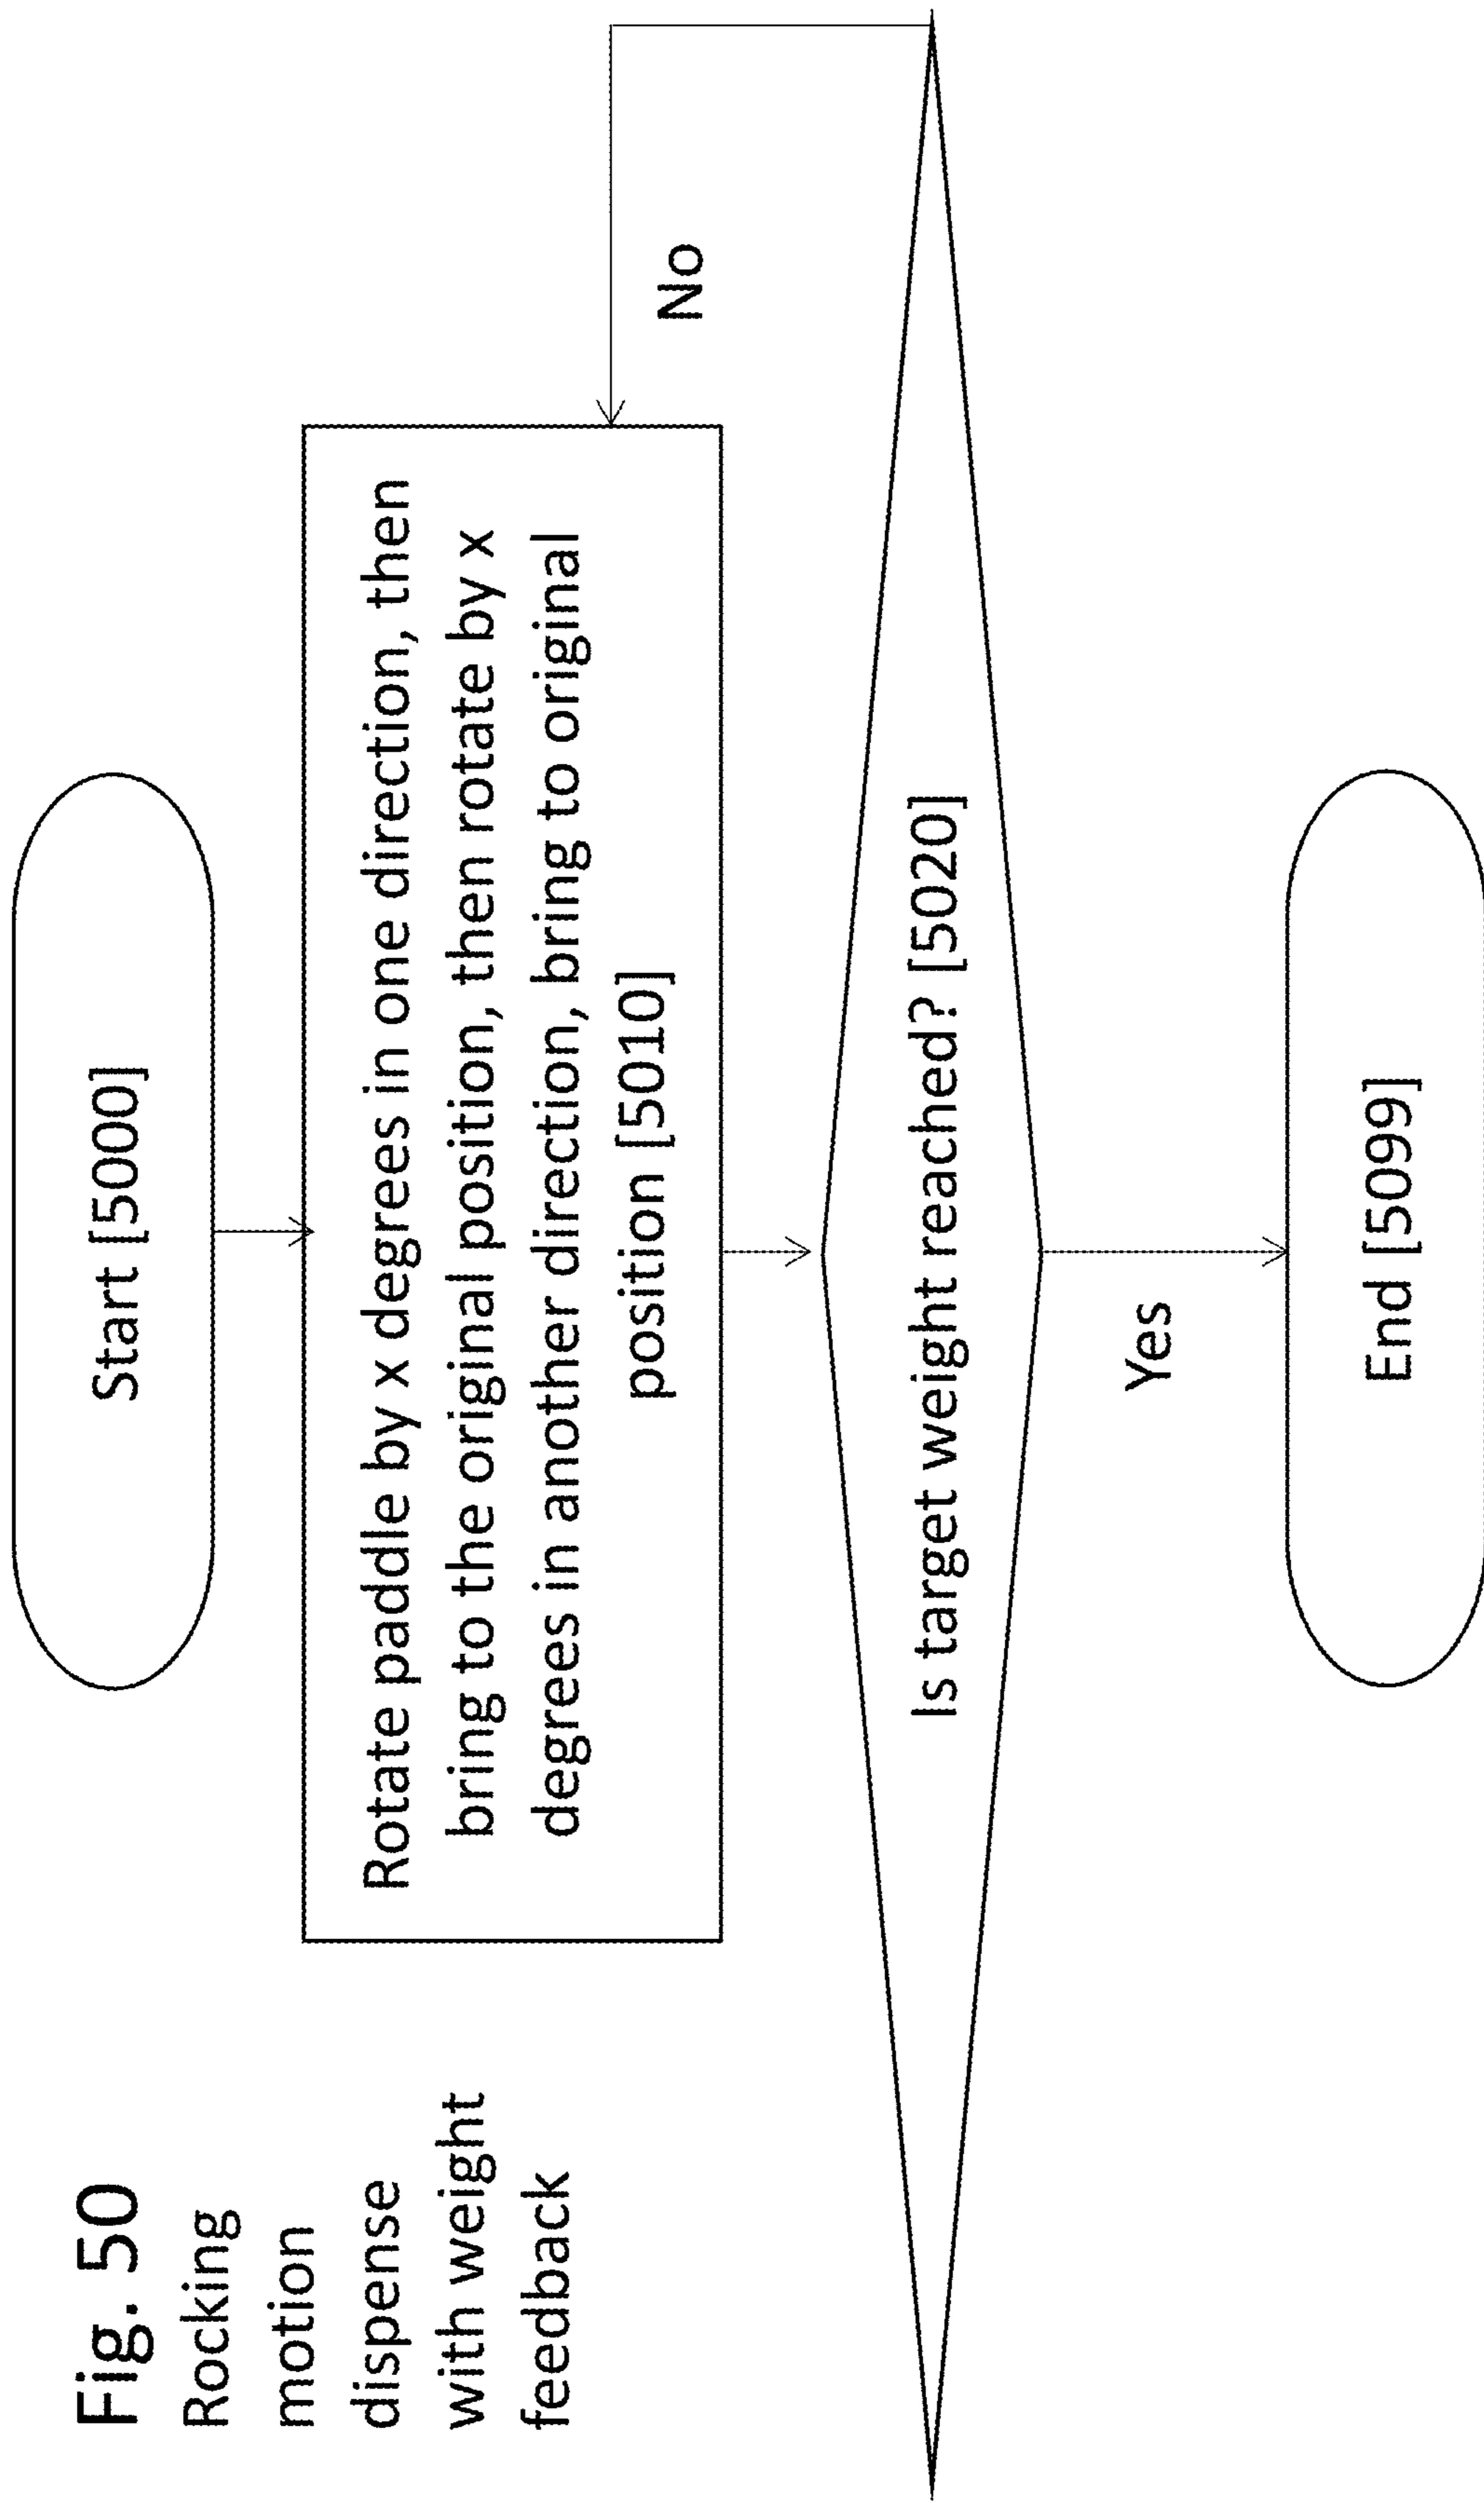 Fig. 50
Rocking
motion
dispense
with weight
feedback
Start [5000]
Rotate paddle by x degrees in one direction, then
bring to the original position, then rotate by x
degrees in another direction, bring to original
position [5010]
No
Is target weight reached? [5020]
Yes
End [5099]